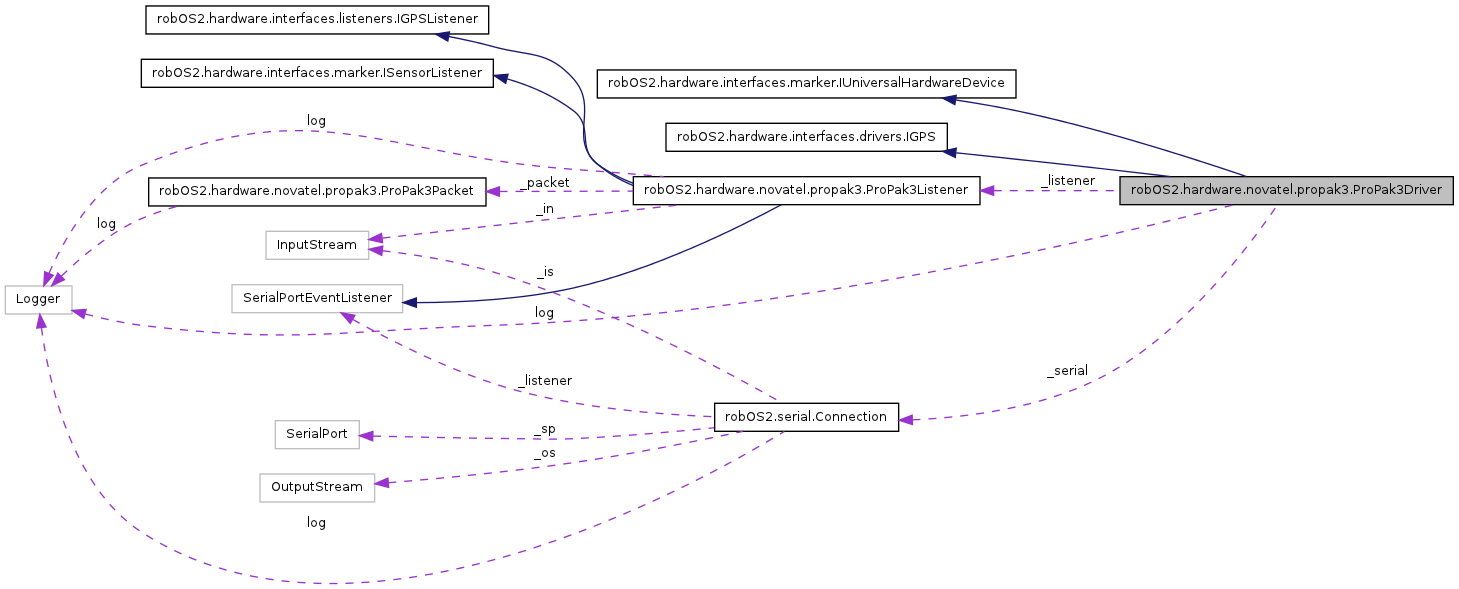 robOS2.hardware.interfaces.listeners.IGPSListener
robOS2.hardware.interfaces.marker.ISensorListener
robOS2.hardware.interfaces.marker.IUniversalHardwareDevice
log
robOS2.hardware.interfaces.drivers.IGPS
_packet
_listener
robOS2.hardware.novatel.propak3.ProPak3Packet
robOS2.hardware.novatel.propak3.ProPak3Listener
robOS2.hardware.novatel.propak3.ProPak3Driver
_in
log
InputStream
_is
SerialPortEventListener
Logger
log
_serial
_listener
robOS2.serial.Connection
SerialPort
_sp
_os
OutputStream
log